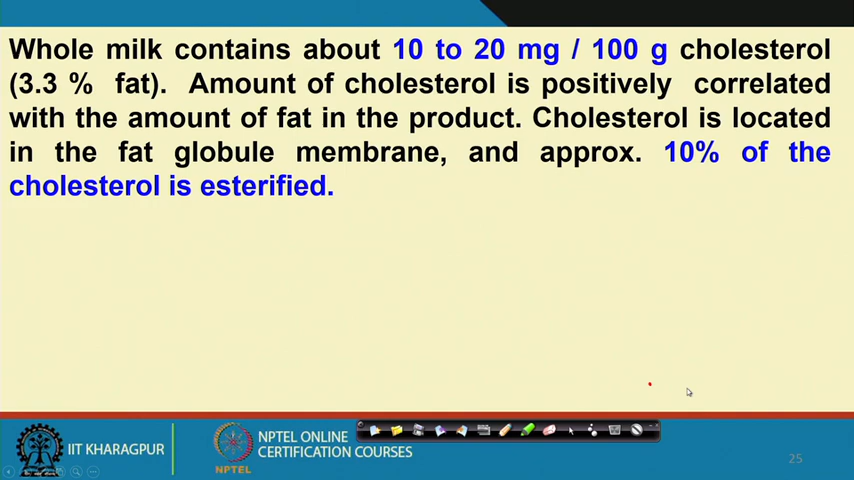 Whole milk contains about 10 to 20 mg / 100 g cholesterol
(3.3 % fat). Amount of cholesterol is positively correlated
with the amount of fat in the product. Cholesterol is located
in the fat globule membrane, and approx. 10% of the
cholesterol is esterified.
IIT KHARAGPUR
NPTEL
NPTEL ONLINE
CERTIFICATION COURSES
25